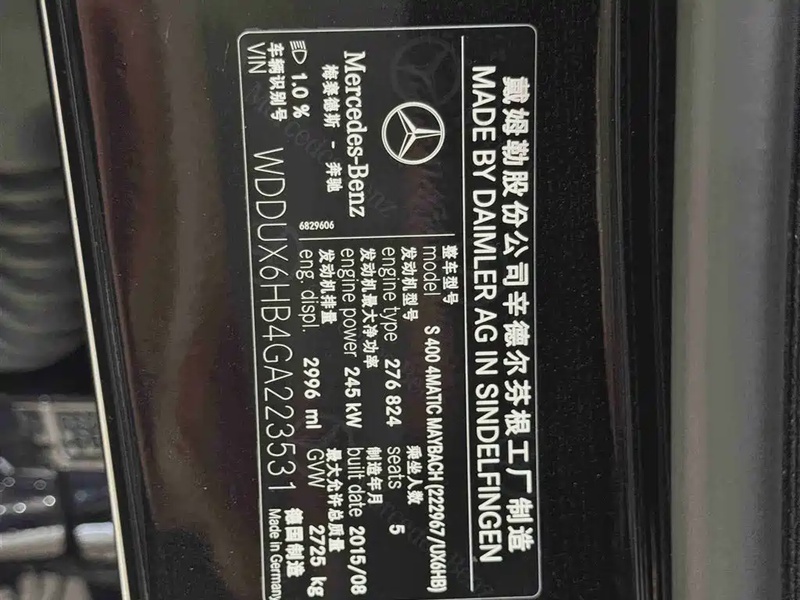 戴姆勒股份公司辛德尔芬根工厂制造
MADE BY DAIMLER AG IN SINDELFINGEN
Mercedes-Benz
梅赛德斯 - 奔驰
1.0 %
6829606
整车型号
model S 400 4MATIC MAYBACH (222967/UX6HB)
发动机型号 乘坐人数
engine type 276 824 seats 5
发动机最大净功率 制造年月
engine power 245 kW built date 2015/08
发动机排量 最大允许总质量
eng. displ. 2996 ml GVW 2725 kg
车辆识别号
VIN WDDUX6HB4GA223531
德国制造
Made in Germany